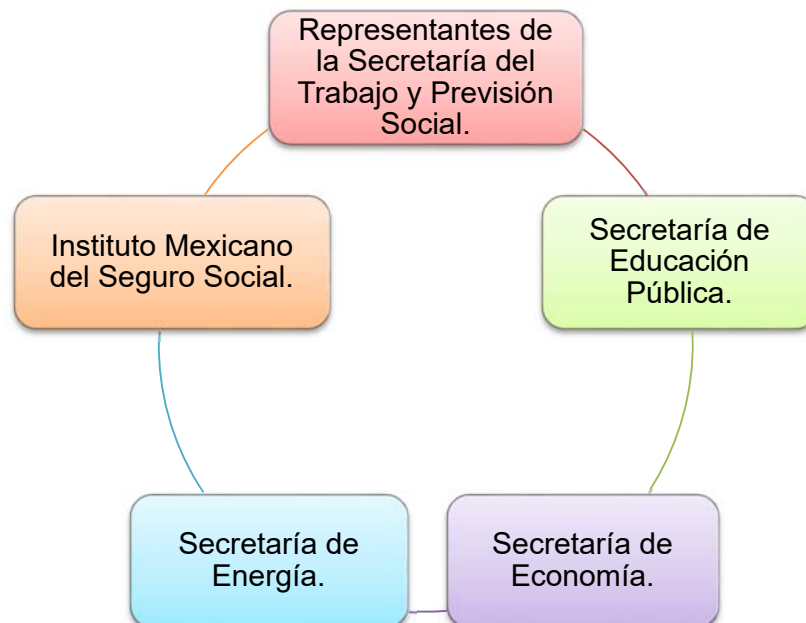 Representantes de
la Secretaría del
Trabajo y Previsión
Social.
Instituto Mexicano
del Seguro Social.
Secretaría de
Educación
Pública.
Secretaría de
Energía.
Secretaría de
Economía.